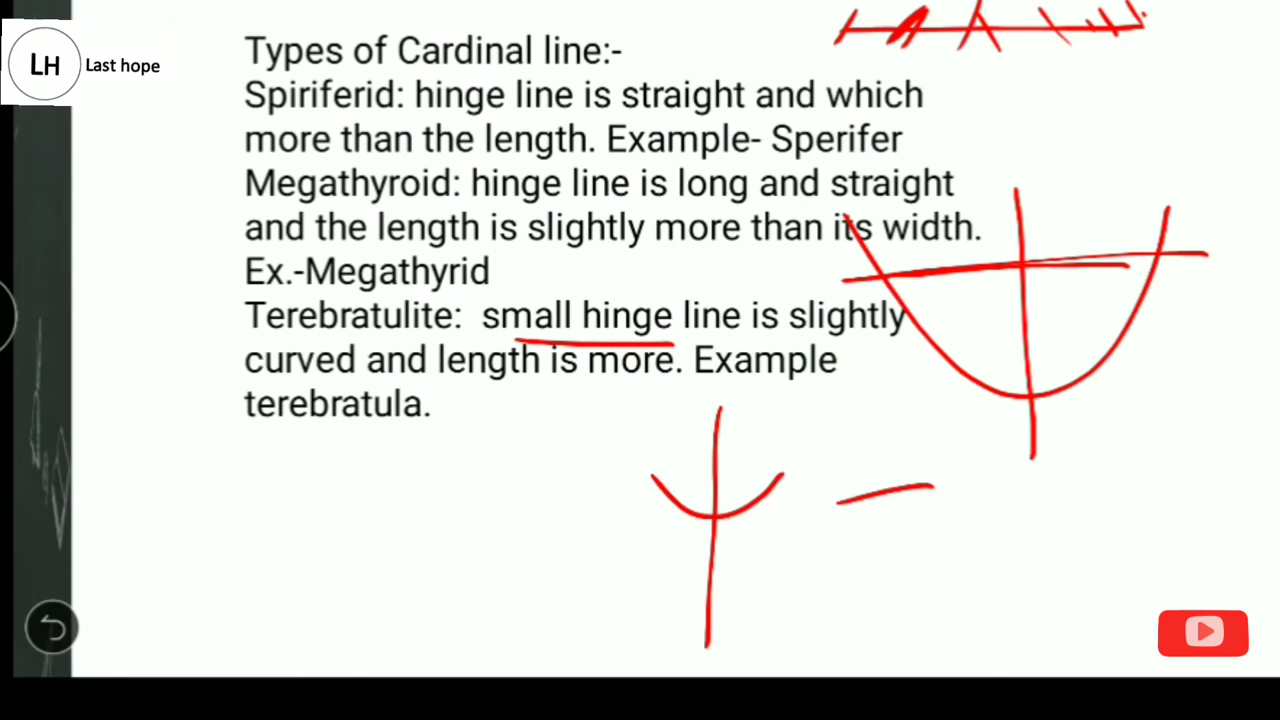 LH Last hope
Types of Cardinal line:-
Spiriferid: hinge line is straight and which
more than the length. Example- Sperifer
Megathyroid: hinge line is long and straight
and the length is slightly more than its width.
Ex.-Megathyrid
Terebratulite: small hinge line is slightly
curved and length is more. Example
terebratula.